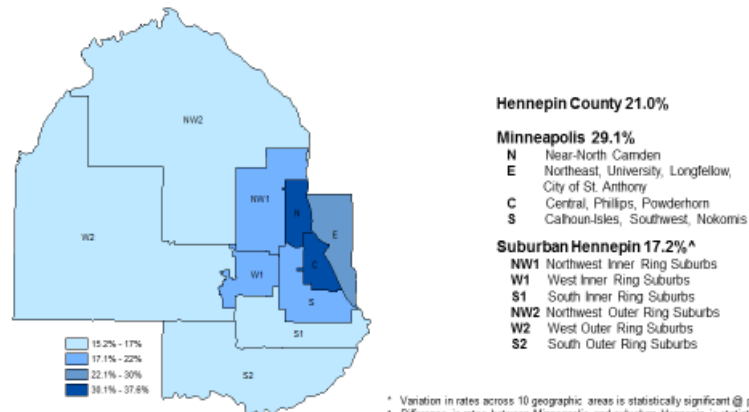 Hennepin County 21.0%
Minneapolis 29.1%
N Near-North Camden
E Northeast, University, Longfellow,
City of St. Anthony
C Central, Phillips, Powderhorn
S Calhoun-Isles, Southwest, Nokomis
Suburban Hennepin 17.2%^
NW1 Northwest Inner Ring Suburbs
W1 West Inner Ring Suburbs
S1 South Inner Ring Suburbs
NW2 Northwest Outer Ring Suburbs
W2 West Outer Ring Suburbs
S2 South Outer Ring Suburbs
NW2
NW1
N
E
W2
W1
C
S
S1
S2
15.2% - 17%
17.1% - 22%
22.1% - 30%
30.1% - 37.6%
* Variation in rates across 10 geographic areas is statistically significant @ p